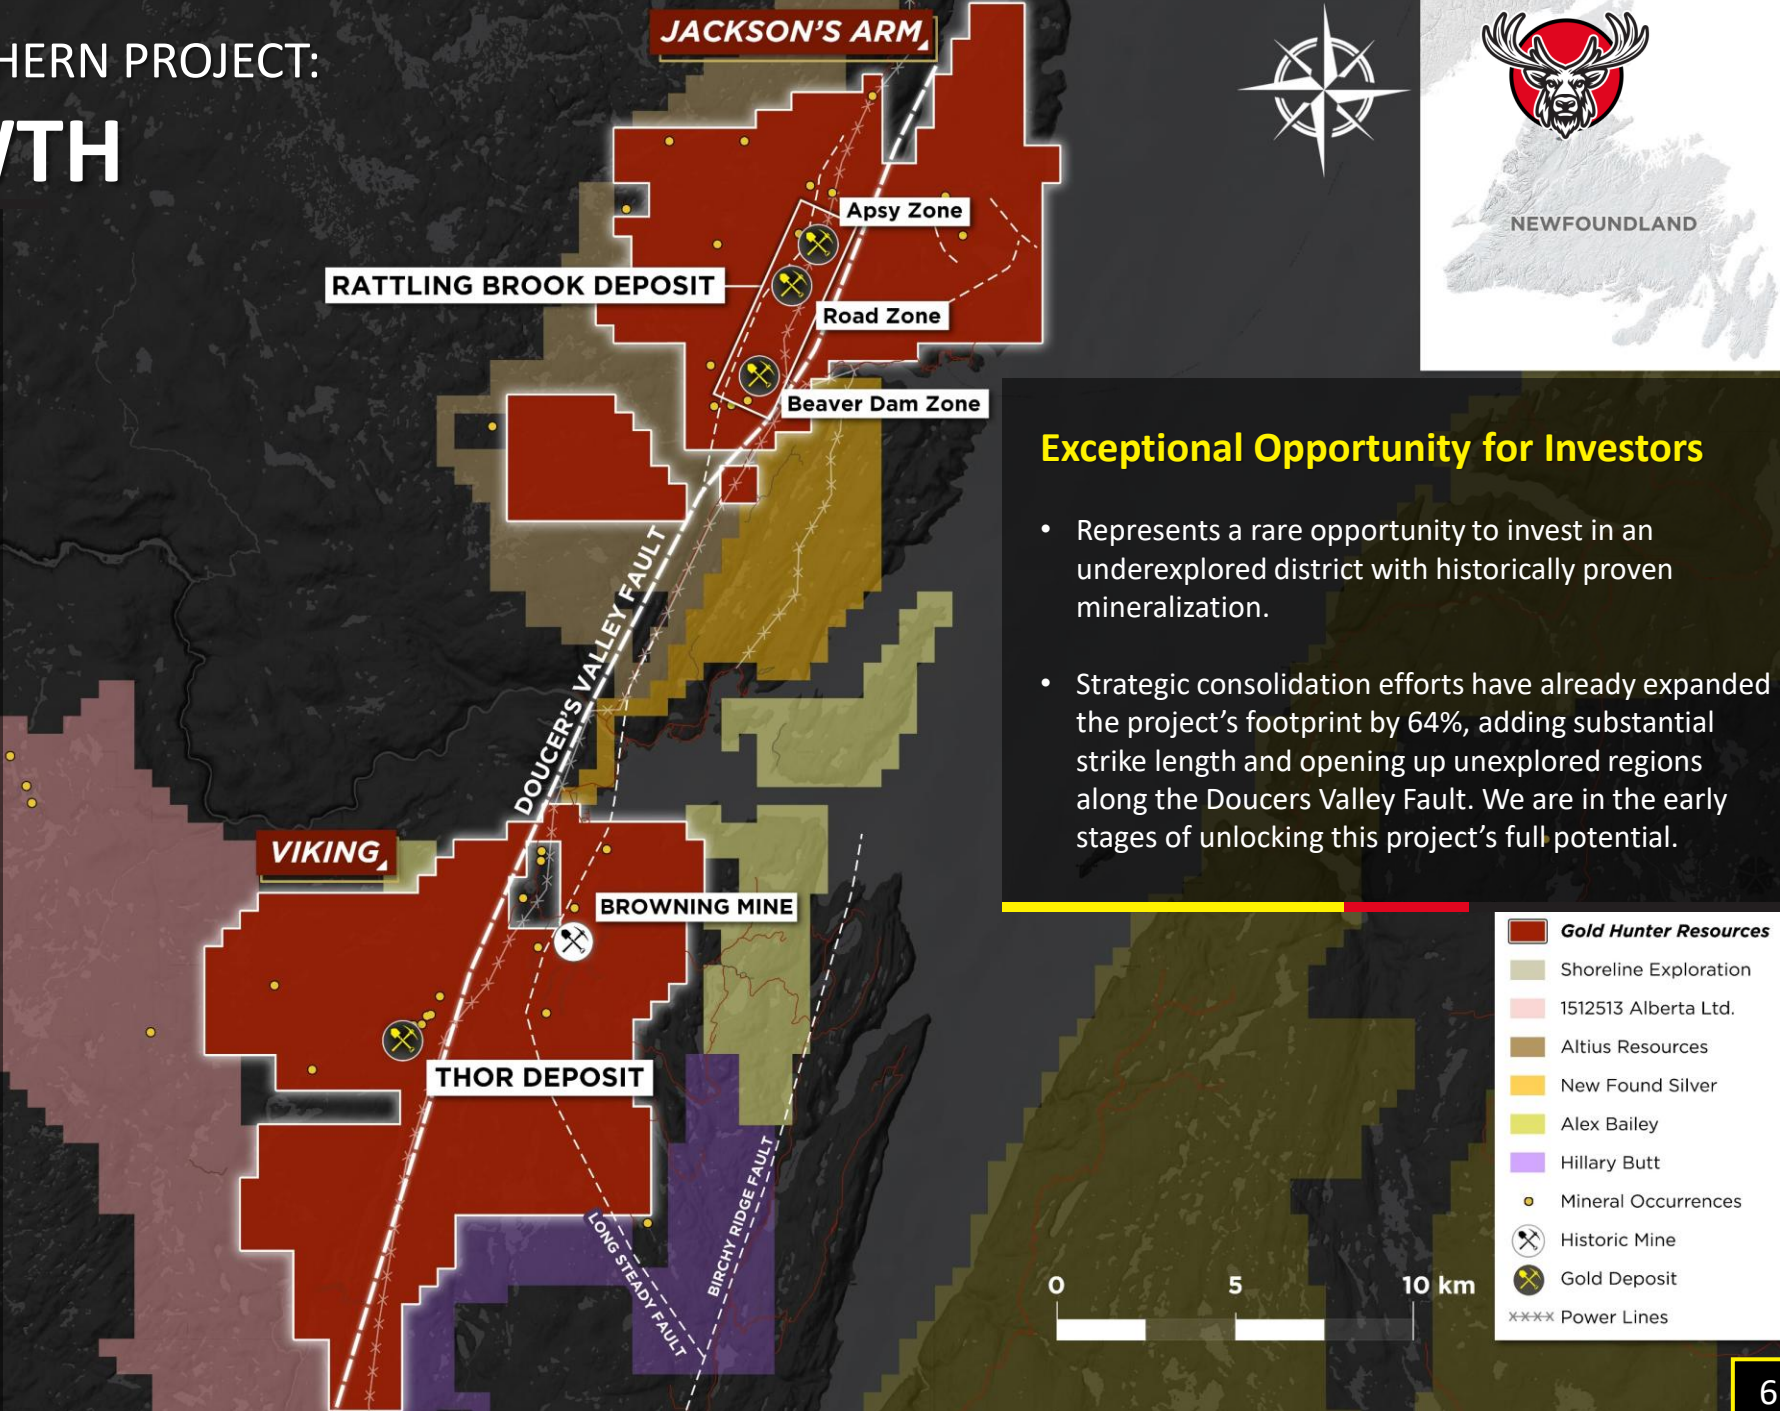 HERN PROJECT:
WTH
JACKSON'S ARM
NEWFOUNDLAND
Apsy Zone
RATTLING BROOK DEPOSIT
Road Zone
Beaver Dam Zone
DOUCER'S VALLEY FAULT
Exceptional Opportunity for Investors
• Represents a rare opportunity to invest in an
underexplored district with historically proven
mineralization.
• Strategic consolidation efforts have already expanded
the project's footprint by 64%, adding substantial
strike length and opening up unexplored regions
along the Doucers Valley Fault. We are in the early
stages of unlocking this project's full potential.
VIKING
BROWNING MINE
THOR DEPOSIT
LONG STEADY FAULT
BIRCHY RIDGE FAULT
Gold Hunter Resources
Shoreline Exploration
1512513 Alberta Ltd.
Altius Resources
New Found Silver
Alex Bailey
Hillary Butt
Mineral Occurrences
Historic Mine
Gold Deposit
Power Lines
0 5 10 km
6